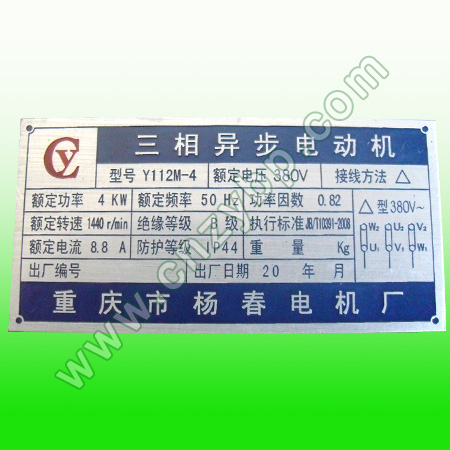 CY
三相异步电动机
型号 Y112M-4 额定电压 380V 接线方法 △
额定功率 4 KW 额定频率 50 Hz 功率因数 0.82 △型380V~
额定转速 1440 r/min 绝缘等级 B 级 执行标准 JB/T10391-2008 W2 U2 V2
额定电流 8.8 A 防护等级 IP44 重量 Kg U1 V1 W1
出厂编号 出厂日期 20 年 月
重庆市杨春电机厂
www.cnzybp.com